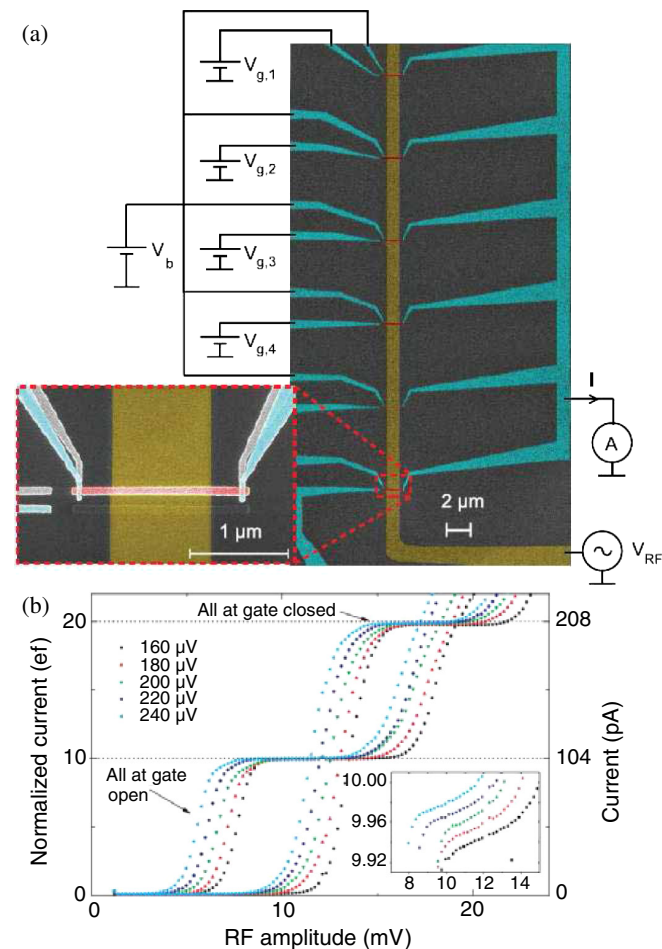 (a)
V_g,1
V_g,2
V_b
V_g,3
V_g,4
I
A
2 µm
1 µm
V_RF
(b)
All at gate closed
20
208
160 µV
180 µV
200 µV
220 µV
240 µV
Normalized current (ef)
Current (pA)
10
104
All at gate
open
10.00
9.96
9.92
8 10 12 14
0
0
0 10 20
RF amplitude (mV)